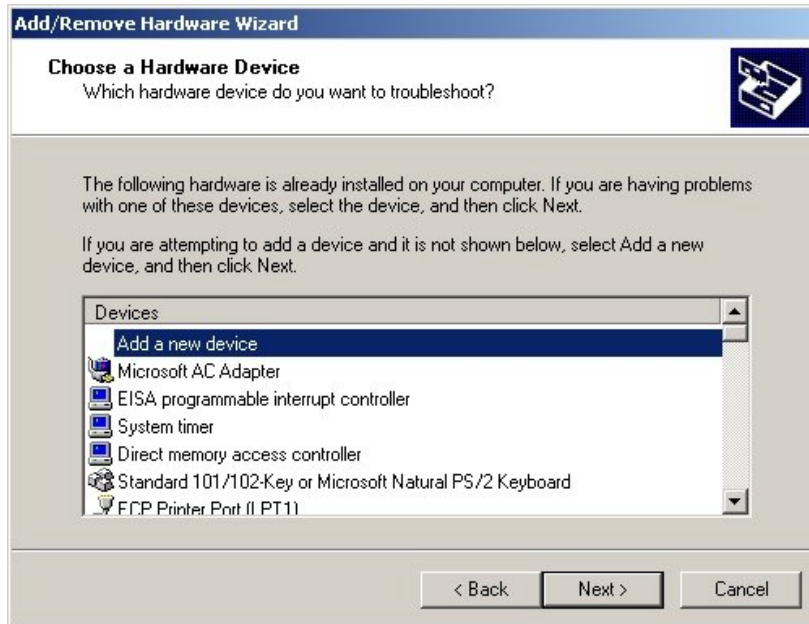 Add/Remove Hardware Wizard
Choose a Hardware Device
Which hardware device do you want to troubleshoot?
The following hardware is already installed on your computer. If you are having problems
with one of these devices, select the device, and then click Next.
If you are attempting to add a device and it is not shown below, select Add a new
device, and then click Next.
Devices
Add a new device
Microsoft AC Adapter
EISA programmable interrupt controller
System timer
Direct memory access controller
Standard 101/102-Key or Microsoft Natural PS/2 Keyboard
ECP Printer Port (LPT1)
< Back Next > Cancel